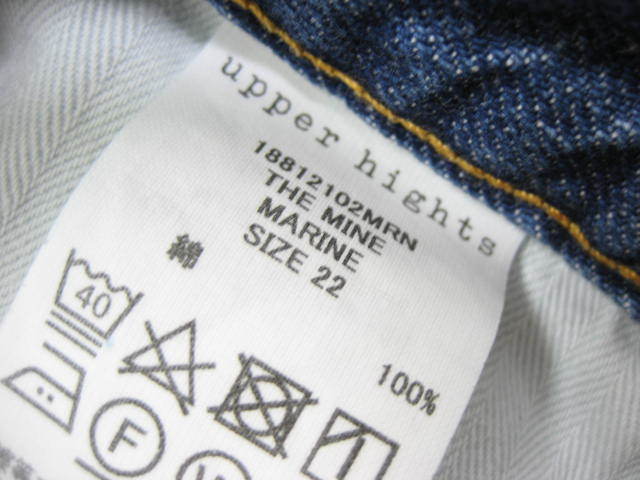 upper hights
18812102MRN
THE MINE
MARINE
SIZE 22
綿
100%
40
F
W